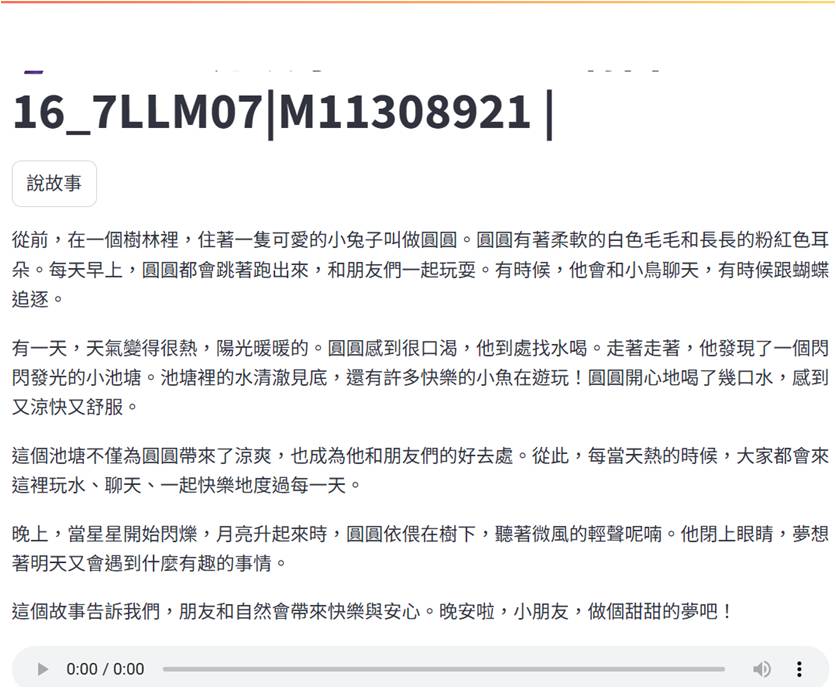 16_7LLM07|M11308921 |
說故事
從前，在一個樹林裡，住著一隻可愛的小兔子叫做圓圓。圓圓有著柔軟的白色毛毛和長長的粉紅色耳
朵。每天早上，圓圓都會跳著跑出來，和朋友們一起玩耍。有時候，他會和小鳥聊天，有時候跟蝴蝶
追逐。
有一天，天氣變得很熱，陽光暖暖的。圓圓感到很口渴，他到處找水喝。走著走著，他發現了一個閃
閃發光的小池塘。池塘裡的水清澈見底，還有許多快樂的小魚在遊玩！圓圓開心地喝了幾口水，感到
又涼快又舒服。
這個池塘不僅為圓圓帶來了涼爽，也成為他和朋友們的好去處。從此，每當天熱的時候，大家都會來
這裡玩水、聊天、一起快樂地度過每一天。
晚上，當星星開始閃爍，月亮升起來時，圓圓依偎在樹下，聽著微風的輕聲呢喃。他閉上眼睛，夢想
著明天又會遇到什麼有趣的事情。
這個故事告訴我們，朋友和自然會帶來快樂與安心。晚安啦，小朋友，做個甜甜的夢吧！
0:00 / 0:00